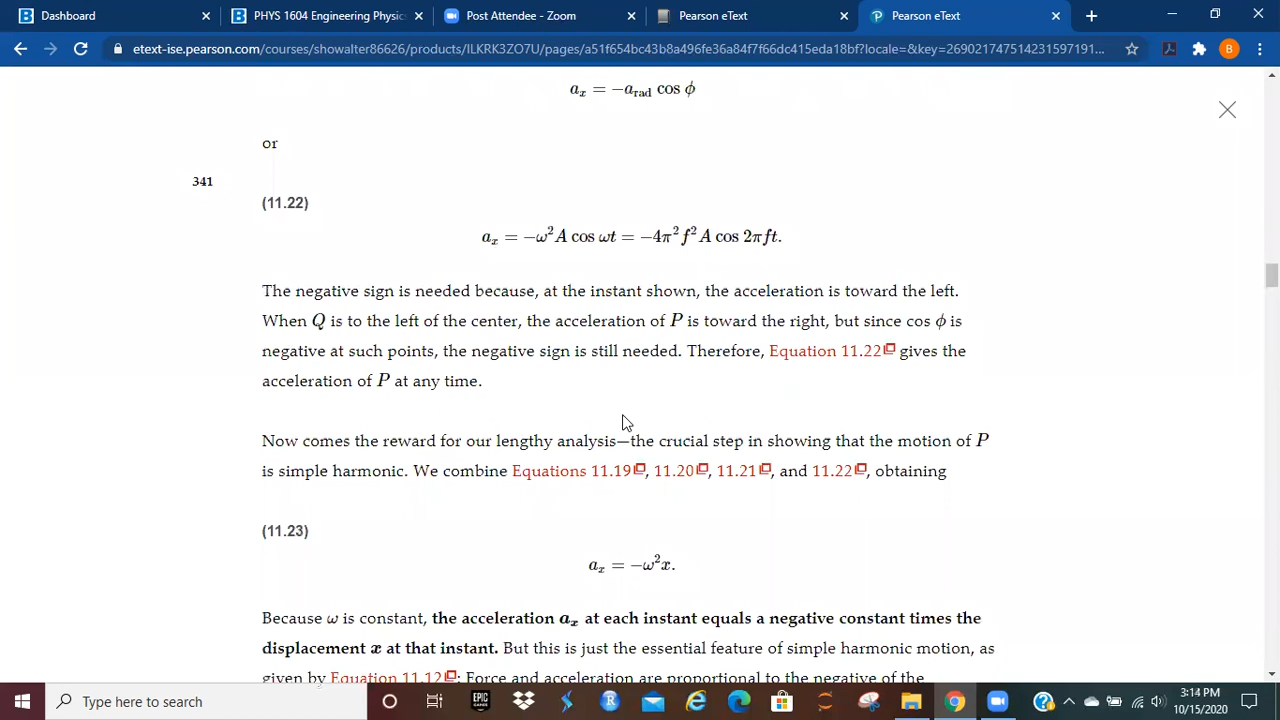 Dashboard
PHYS 1604 Engineering Physics
Post Attendee - Zoom
Pearson eText
Pearson eText
etext-ise.pearson.com/courses/showalter86626/products/ILKRK3ZO7U/pages/a51f654bc43b8a496fe36a84f7f66dc415eda18bf?locale=&key=269021747514231597191...
B
aₓ = −a_rad cos ϕ
or
341
(11.22)
aₓ = −ω²A cos ωt = −4π²f²A cos 2πft.
The negative sign is needed because, at the instant shown, the acceleration is toward the left.
When Q is to the left of the center, the acceleration of P is toward the right, but since cos ϕ is
negative at such points, the negative sign is still needed. Therefore, Equation 11.22 gives the
acceleration of P at any time.
Now comes the reward for our lengthy analysis—the crucial step in showing that the motion of P
is simple harmonic. We combine Equations 11.19, 11.20, 11.21, and 11.22, obtaining
(11.23)
aₓ = −ω²x.
Because ω is constant, the acceleration aₓ at each instant equals a negative constant times the
displacement x at that instant. But this is just the essential feature of simple harmonic motion, as
given by Equation 11.12: Force and acceleration are proportional to the negative of the
Type here to search
EPIC GAMES
R
3:14 PM
10/15/2020